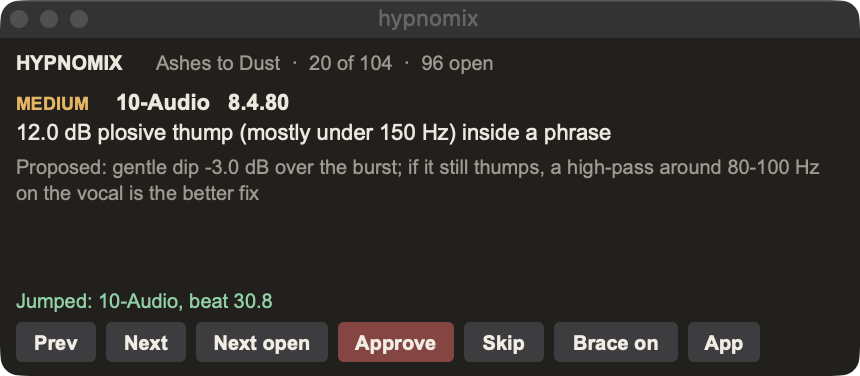 hypnomix
HYPNOMIX Ashes to Dust · 20 of 104 · 96 open
MEDIUM 10-Audio 8.4.80
12.0 dB plosive thump (mostly under 150 Hz) inside a phrase
Proposed: gentle dip -3.0 dB over the burst; if it still thumps, a high-pass around 80-100 Hz
on the vocal is the better fix
Jumped: 10-Audio, beat 30.8
Prev Next Next open Approve Skip Brace on App